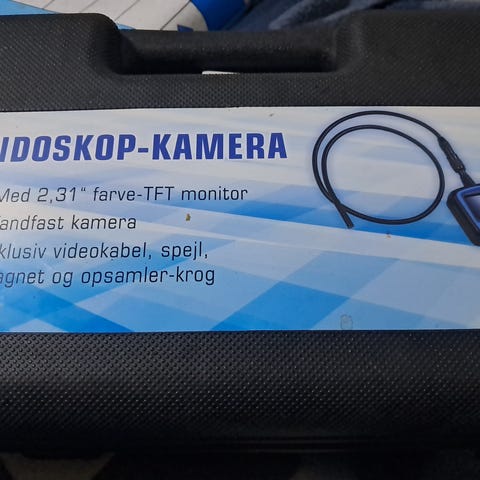 IDOSKOP-KAMERA
Med 2,31“ farve-TFT monitor
andfast kamera
klusiv videokabel, spejl,
agnet og opsamler-krog